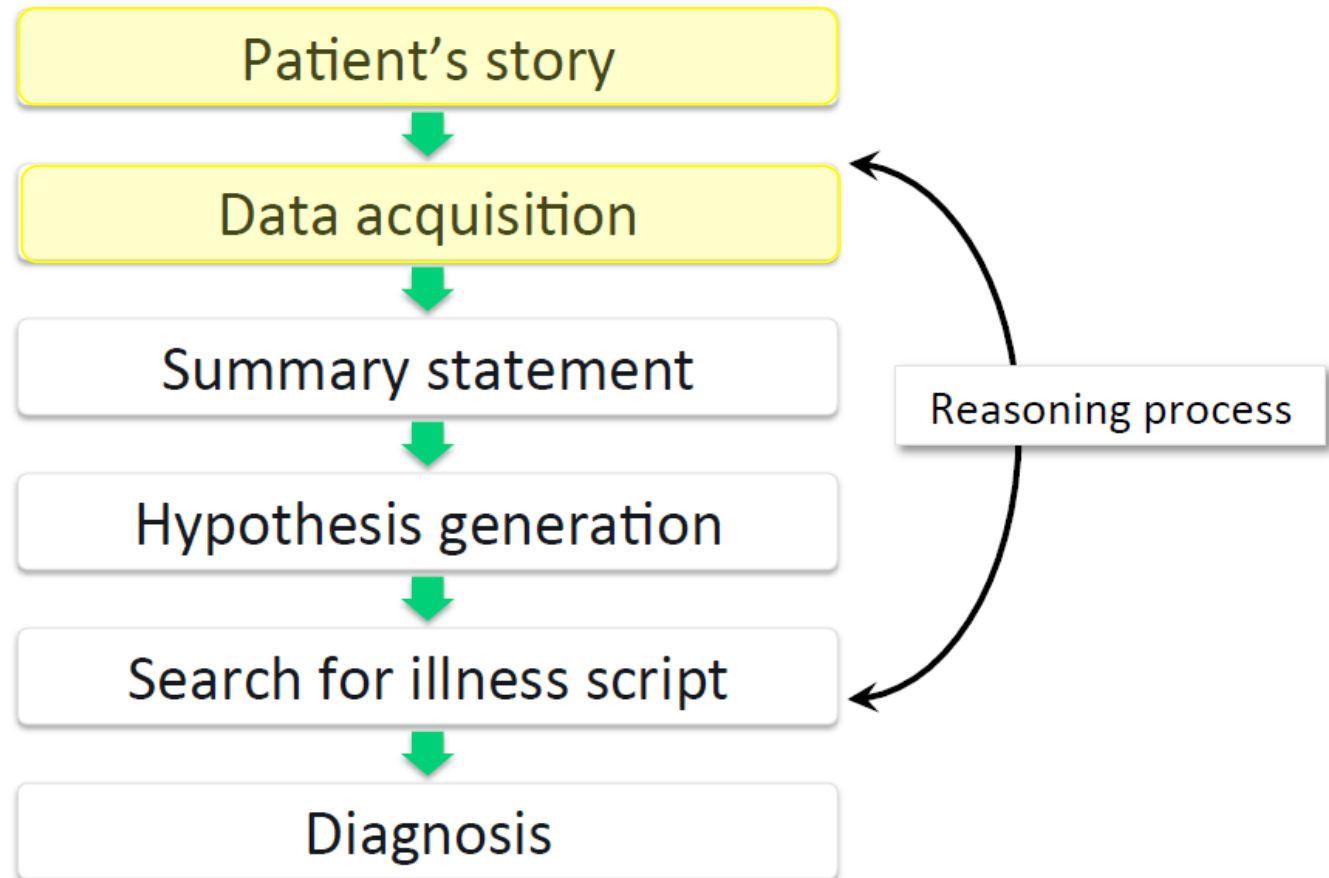 Patient’s story
Data acquisition
Summary statement
Reasoning process
Hypothesis generation
Search for illness script
Diagnosis